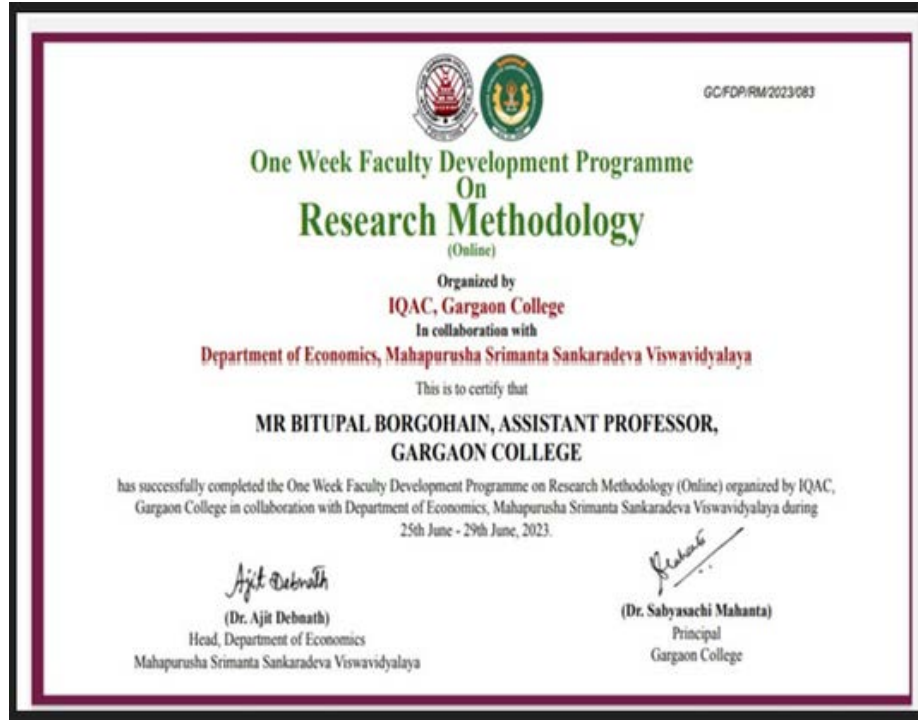 GC/FDP/RM/2023/083
One Week Faculty Development Programme
On
Research Methodology
(Online)
Organized by
IQAC, Gargaon College
In collaboration with
Department of Economics, Mahapurusha Srimanta Sankaradeva Viswavidyalaya
This is to certify that
MR BITUPAL BORGOHAIN, ASSISTANT PROFESSOR,
GARGAON COLLEGE
has successfully completed the One Week Faculty Development Programme on Research Methodology (Online) organized by IQAC,
Gargaon College in collaboration with Department of Economics, Mahapurusha Srimanta Sankaradeva Viswavidyalaya during
25th June - 29th June, 2023.
Ajit Debnath
(Dr. Ajit Debnath)
Head, Department of Economics
Mahapurusha Srimanta Sankaradeva Viswavidyalaya
(Dr. Sabyasachi Mahanta)
Principal
Gargaon College